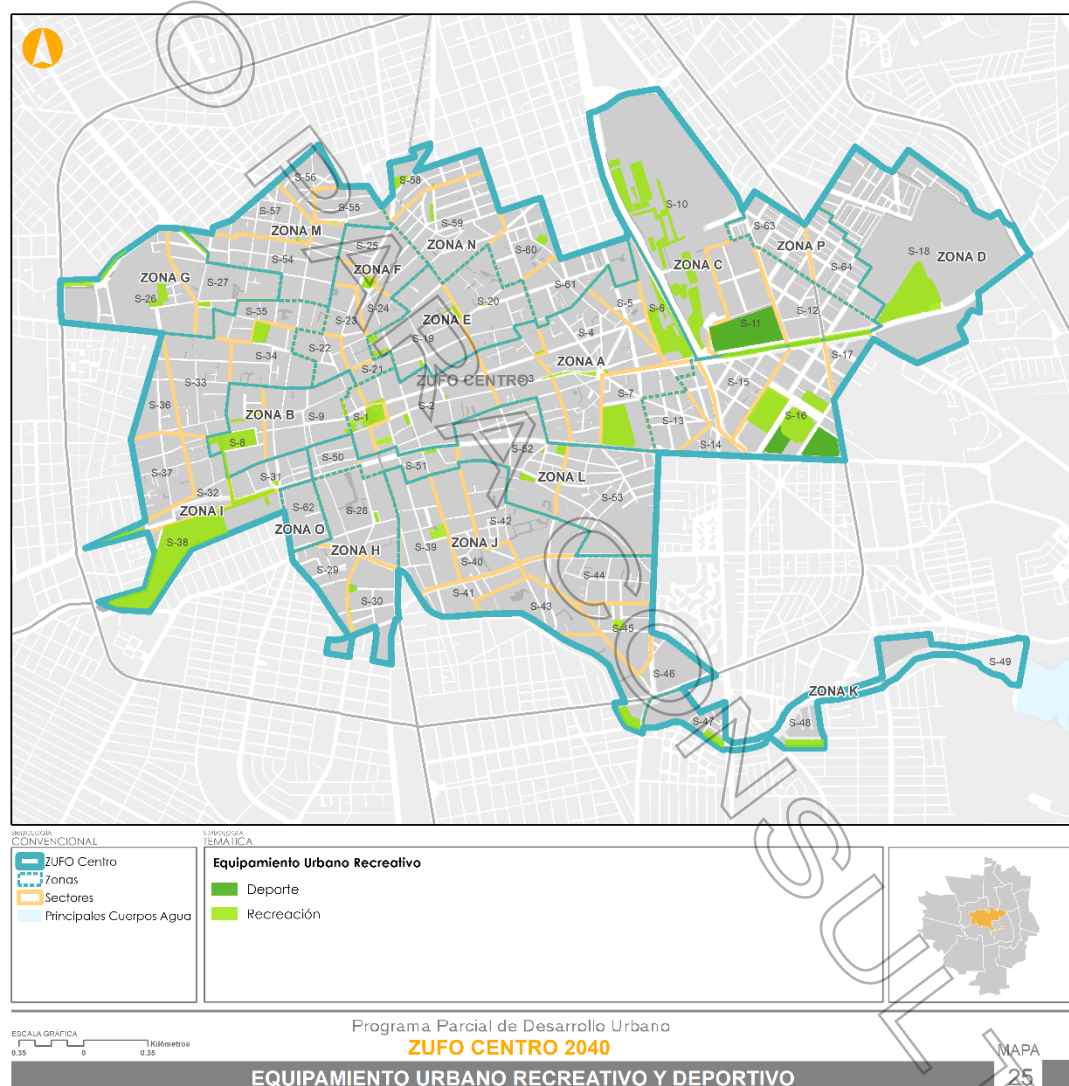 S-56
S-58
S-57
S-55
S-59
ZONA M
S-10
S-63
S-25
ZONA N
S-60
ZONA P
S-18
S-54
ZONA D
ZONA G
S-27
ZONA F
ZONA C
S-64
S-26
S-24
S-20
S-61
S-5
S-6
S-35
S-23
ZONA E
S-12
S-11
S-22
S-19
S-4
S-34
S-17
S-21
ZONA A
S-33
ZUFO CENTRO
S-3
S-15
S-7
S-36
ZONA B
S-9
S-1
S-2
S-16
S-13
S-8
S-14
S-50
S-51
S-52
S-37
S-31
ZONA L
S-32
S-53
ZONA I
S-62
S-28
ZONA O
S-42
S-38
ZONA H
S-39
ZONA J
S-29
S-40
S-44
S-41
S-30
S-43
S-45
S-46
S-49
ZONA K
S-47
S-48
O PARA CONSULT
SIMBOLOGÍA
CONVENCIONAL
ZUFO Centro
Zonas
Sectores
Principales Cuerpos Agua
SIMBOLOGÍA
TEMÁTICA
Equipamiento Urbano Recreativo
Deporte
Recreación
ESCALA GRÁFICA
Kilómetros
0.35 0 0.35
Programa Parcial de Desarrollo Urbano
ZUFO CENTRO 2040
MAPA
EQUIPAMIENTO URBANO RECREATIVO Y DEPORTIVO
25